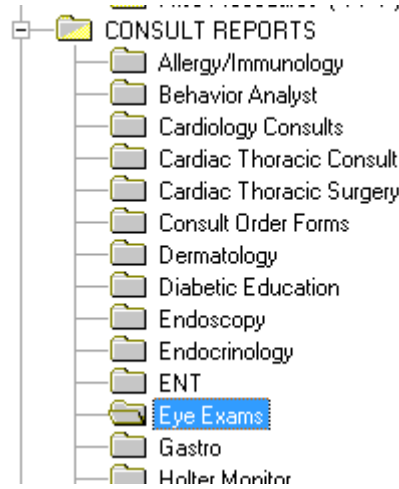 CONSULT REPORTS
Allergy/Immunology
Behavior Analyst
Cardiology Consults
Cardiac Thoracic Consult
Cardiac Thoracic Surgery
Consult Order Forms
Dermatology
Diabetic Education
Endoscopy
Endocrinology
ENT
Eye Exams
Gastro
Holter Monitor